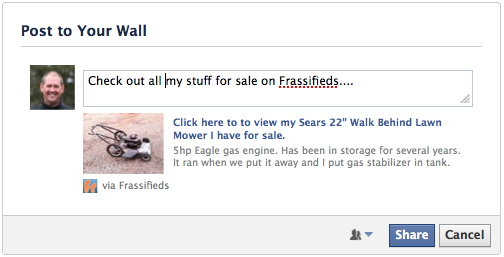 Post to Your Wall
Check out all my stuff for sale on Frassifieds....
Click here to to view my Sears 22" Walk Behind Lawn
Mower I have for sale.
5hp Eagle gas engine. Has been in storage for several years.
It ran when we put it away and I put gas stabilizer in tank.
via Frassifieds
Share Cancel